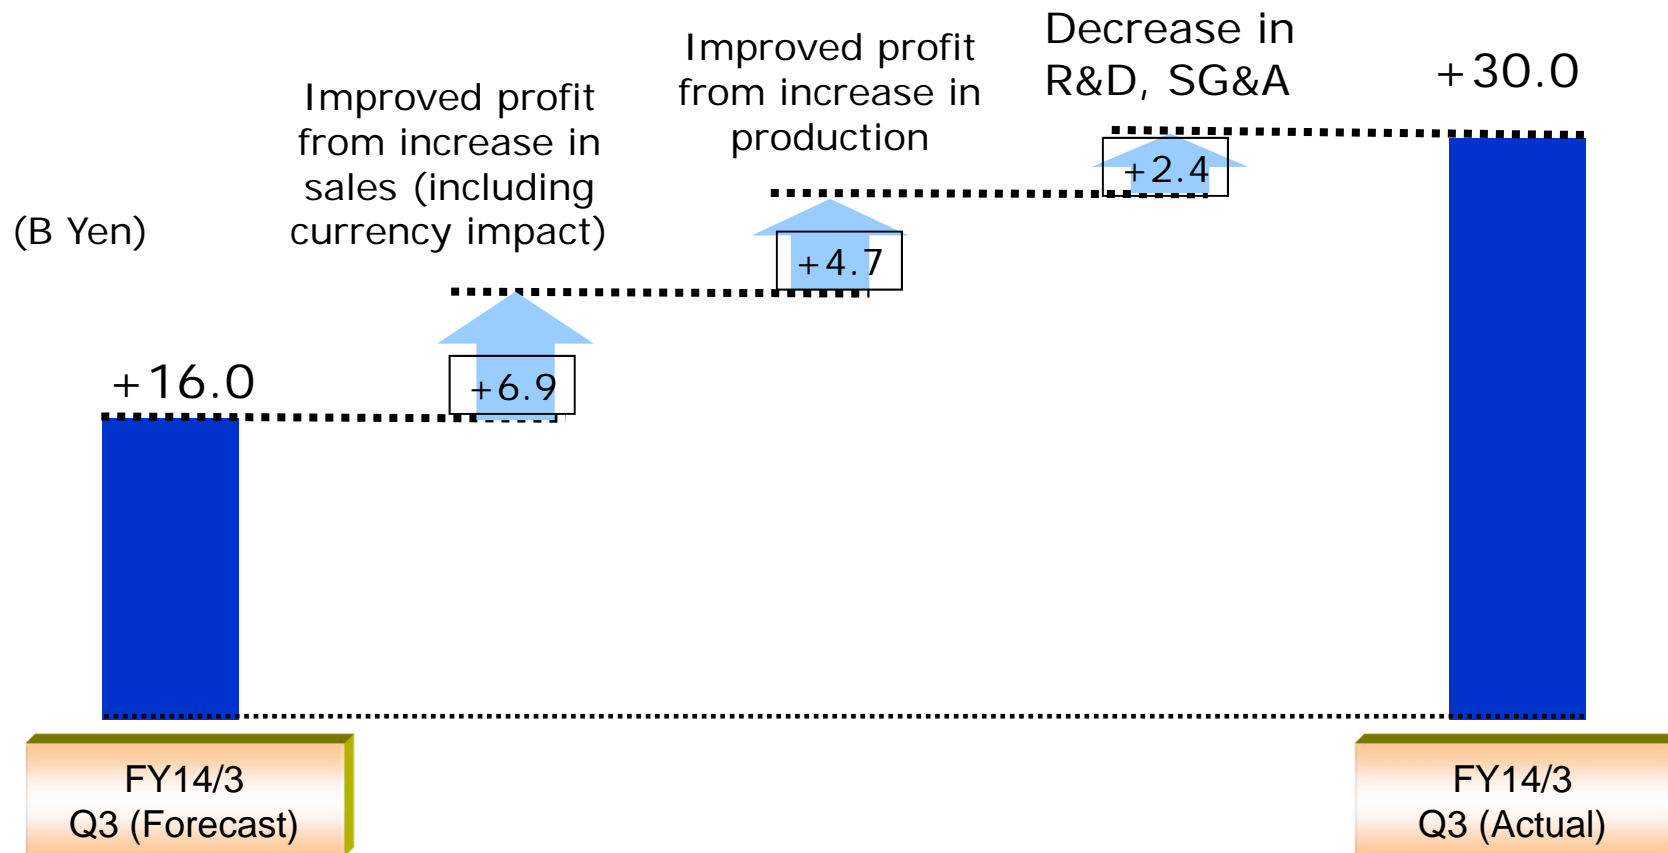 (B Yen)
+16.0
Improved profit
from increase in
sales (including
currency impact)
+6.9
Improved profit
from increase in
production
+4.7
Decrease in
R&D, SG&A
+2.4
+30.0
FY14/3
Q3 (Forecast)
FY14/3
Q3 (Actual)